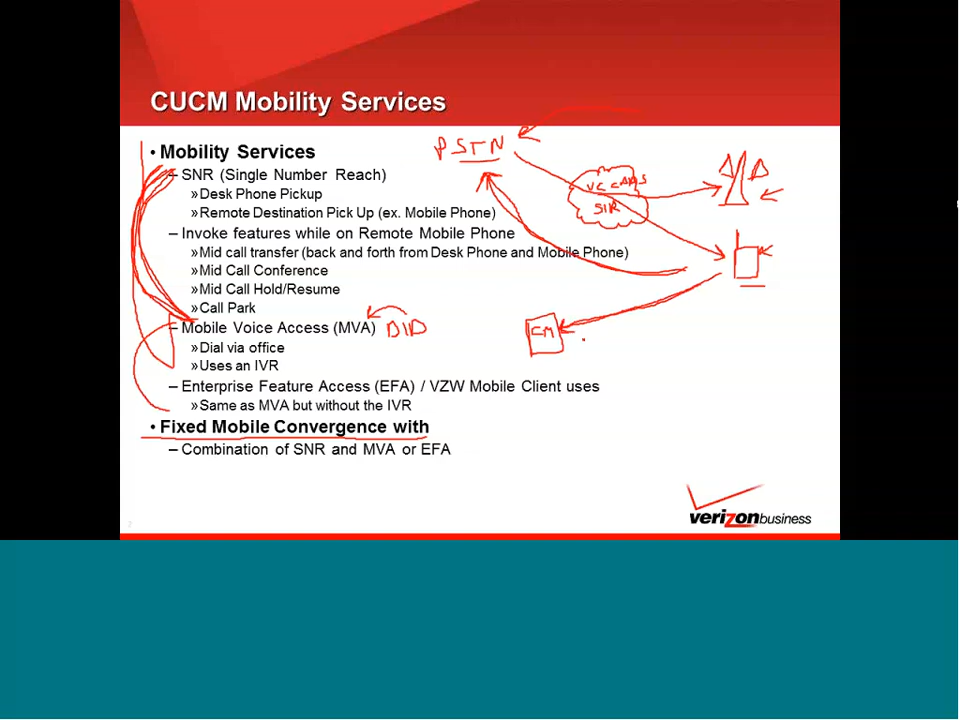 CUCM Mobility Services
• Mobility Services
PSTN
– SNR (Single Number Reach)
»Desk Phone Pickup
»Remote Destination Pick Up (ex. Mobile Phone)
– Invoke features while on Remote Mobile Phone
»Mid call transfer (back and forth from Desk Phone and Mobile Phone)
»Mid Call Conference
»Mid Call Hold/Resume
»Call Park
– Mobile Voice Access (MVA) DID
CM
»Dial via office
»Uses an IVR
– Enterprise Feature Access (EFA) / VZW Mobile Client uses
»Same as MVA but without the IVR
• Fixed Mobile Convergence with
– Combination of SNR and MVA or EFA
verizonbusiness